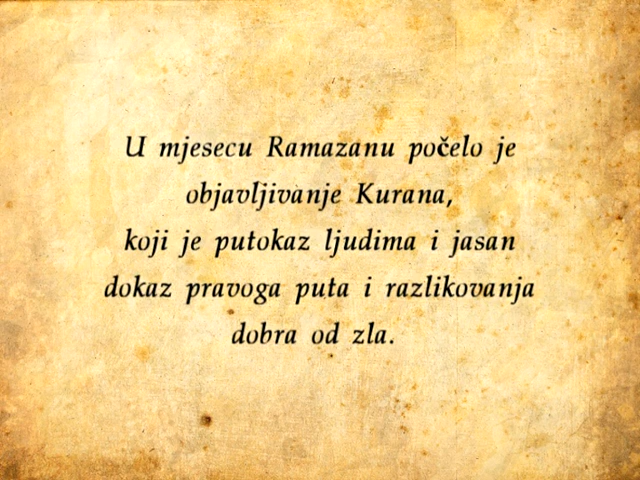 U mjesecu Ramazanu počelo je
objavljivanje Kurana,
koji je putokaz ljudima i jasan
dokaz pravoga puta i razlikovanja
dobra od zla.